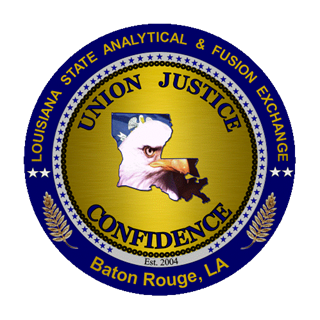 LOUISIANA STATE ANALYTICAL & FUSION EXCHANGE
UNION JUSTICE
CONFIDENCE
Est. 2004
Baton Rouge, LA